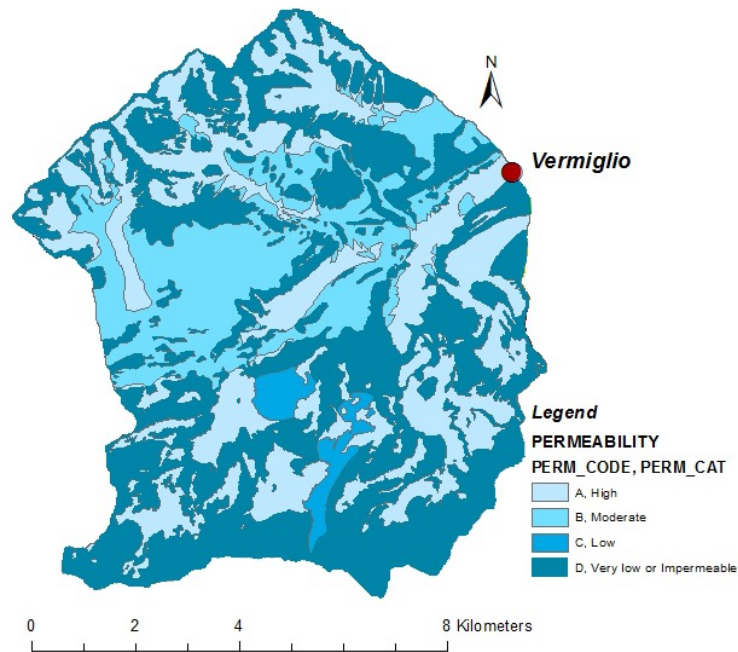 N
Vermiglio
Legend
PERMEABILITY
PERM_CODE, PERM_CAT
A, High
B, Moderate
C, Low
D, Very low or Impermeable
0 2 4 8 Kilometers